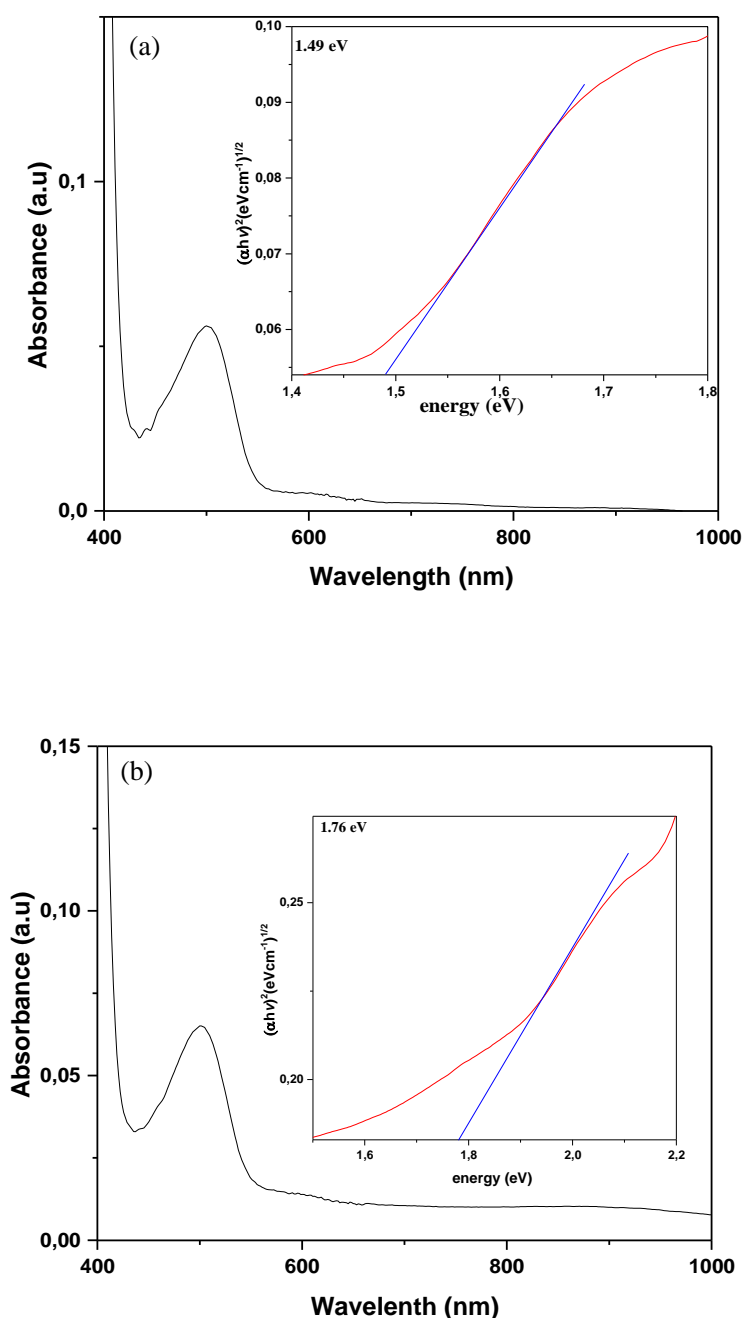 (a)
1.49 eV
0,10
0,09
0,08
0,07
0,06
(αhν)²(eVcm⁻¹)¹/²
1,4 1,5 1,6 1,7 1,8
energy (eV)
0,1
0,0
Absorbance (a.u)
400 600 800 1000
Wavelength (nm)
(b)
1.76 eV
0,25
0,20
(αhν)²(eVcm⁻¹)¹/²
1,6 1,8 2,0 2,2
energy (eV)
0,15
0,10
0,05
0,00
Absorbance (a.u)
400 600 800 1000
Wavelenth (nm)